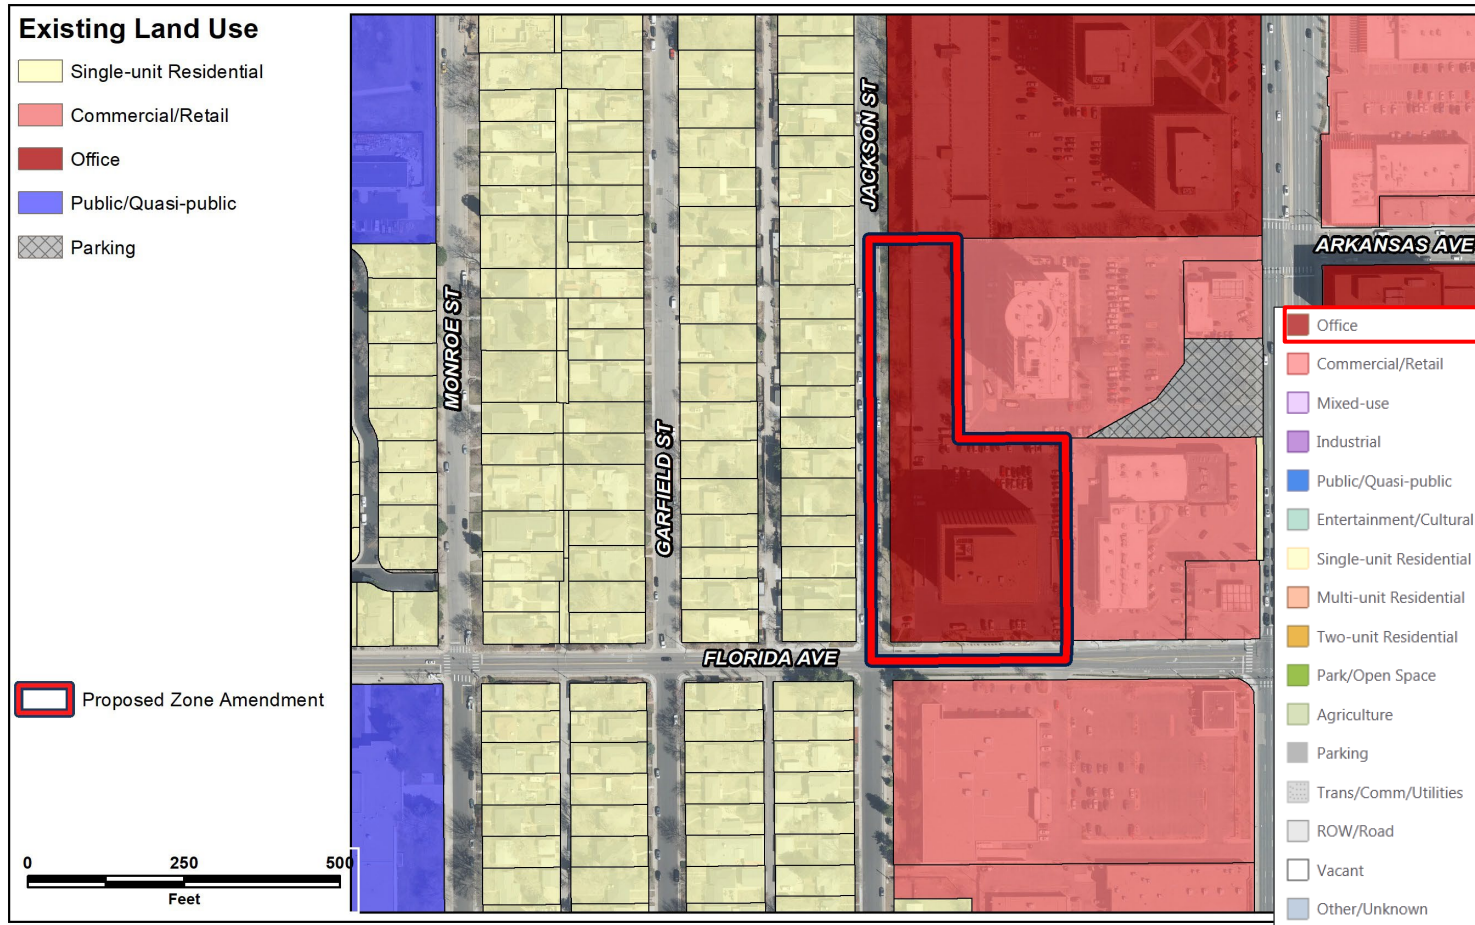 Existing Land Use
Single-unit Residential
Commercial/Retail
Office
Public/Quasi-public
Parking
Proposed Zone Amendment
0 250 500
Feet
MONROE ST
GARFIELD ST
JACKSON ST
FLORIDA AVE
ARKANSAS AVE
Office
Commercial/Retail
Mixed-use
Industrial
Public/Quasi-public
Entertainment/Cultural
Single-unit Residential
Multi-unit Residential
Two-unit Residential
Park/Open Space
Agriculture
Parking
Trans/Comm/Utilities
ROW/Road
Vacant
Other/Unknown